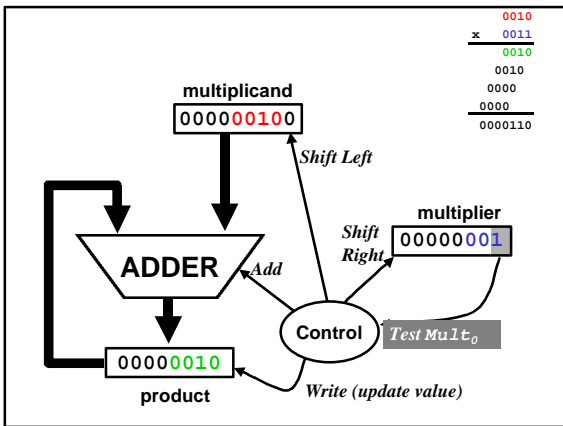 0010
x 0011
0010
0010
0000
0000
0000110
multiplicand
000000100
Shift Left
multiplier
00000001
Shift
Right
ADDER
Add
Control
Test Mult0
00000010
product
Write (update value)